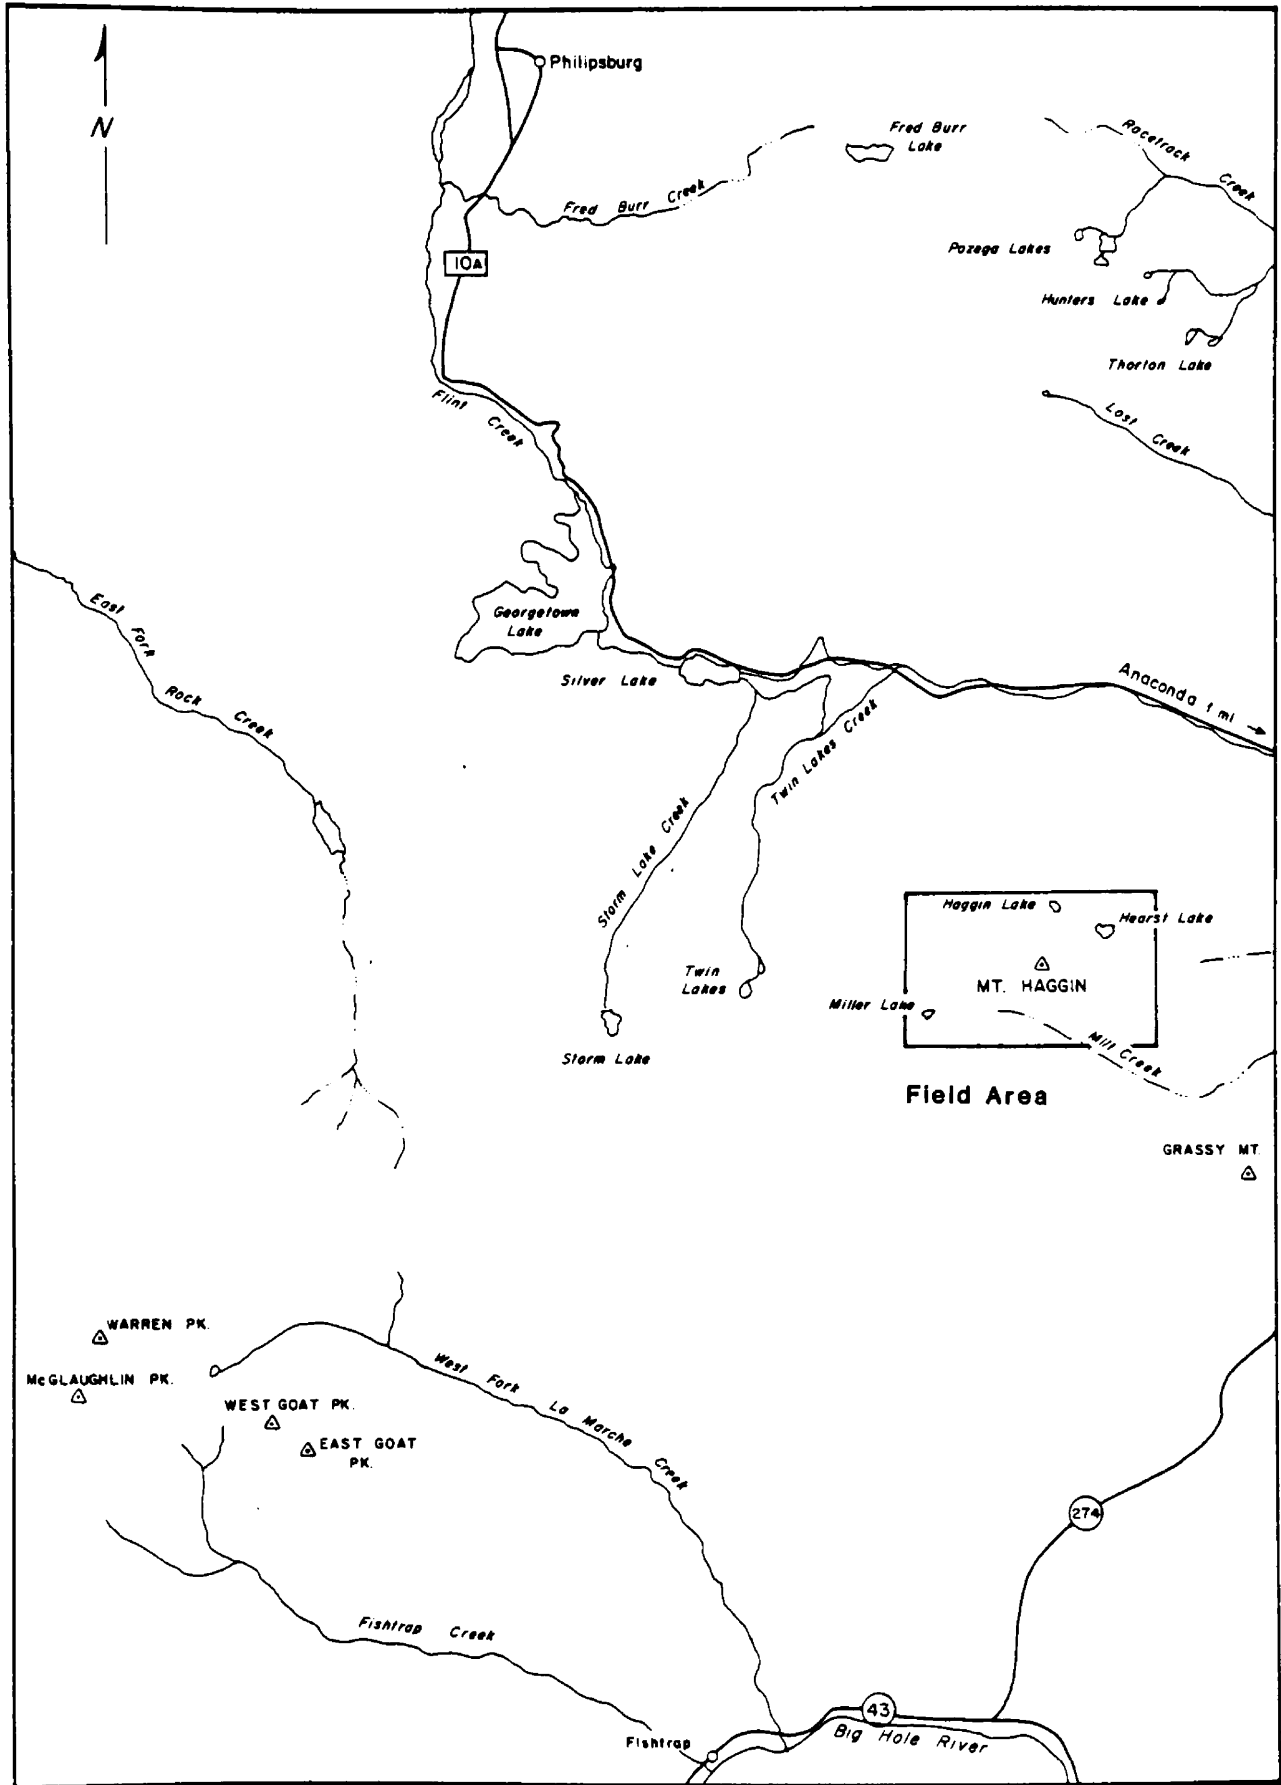 N
Philipsburg
Fred Burr
Lake
Racetrack Creek
Fred Burr Creek
Pozega Lakes
10A
Hunters Lake
Thorton Lake
Flint Creek
Lost Creek
Georgetown
Lake
East Fork Rock Creek
Silver Lake
Anaconda 1 mi
Twin Lakes Creek
Storm Lake Creek
Haggin Lake
Hearst Lake
Twin
Lakes
MT. HAGGIN
Miller Lake
Mill Creek
Storm Lake
Field Area
GRASSY MT.
WARREN PK.
McGLAUGHLIN PK.
West Fork La Marche Creek
WEST GOAT PK.
EAST GOAT
PK.
274
Fishtrap Creek
43
Fishtrap
Big Hole River